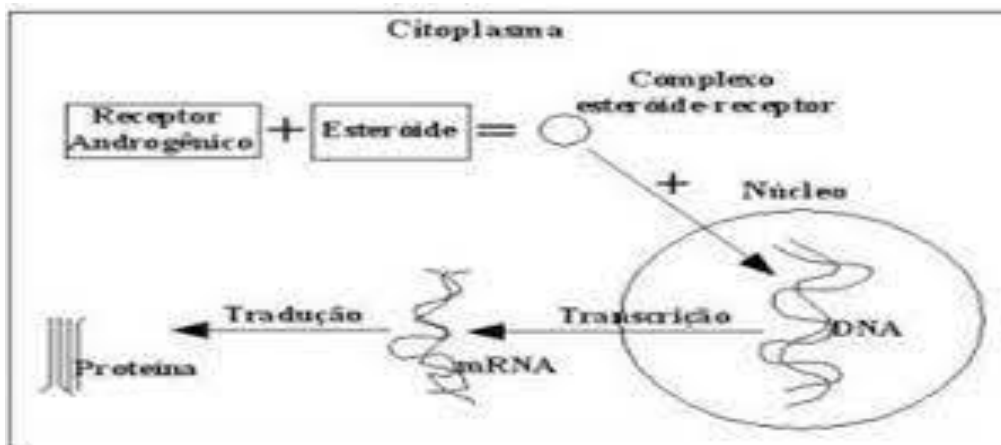 Citoplasma
Complexo
esteróide-receptor
Receptor
Androgênico
+
Esteróide
=
+
Núcleo
Tradução
Transcrição
DNA
Proteína
mRNA